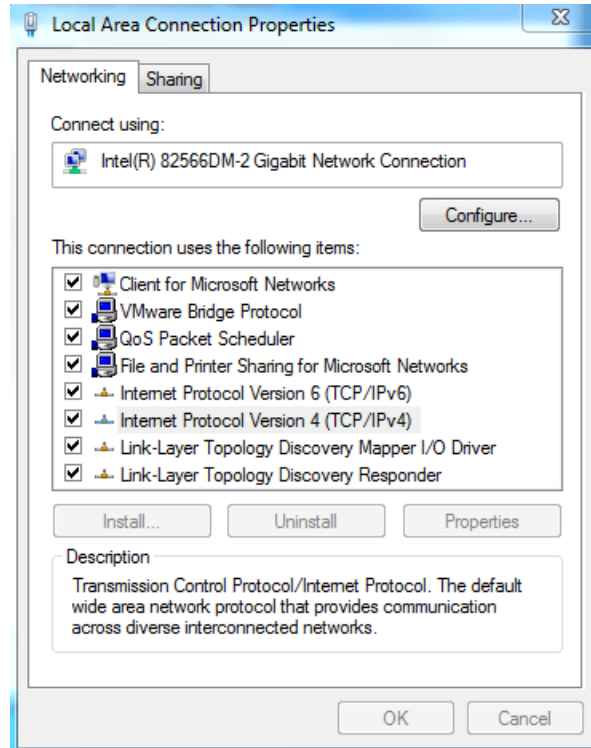 Local Area Connection Properties
Networking
Sharing
Connect using:
Intel(R) 82566DM-2 Gigabit Network Connection
Configure...
This connection uses the following items:
Client for Microsoft Networks
VMware Bridge Protocol
QoS Packet Scheduler
File and Printer Sharing for Microsoft Networks
Internet Protocol Version 6 (TCP/IPv6)
Internet Protocol Version 4 (TCP/IPv4)
Link-Layer Topology Discovery Mapper I/O Driver
Link-Layer Topology Discovery Responder
Install...
Uninstall
Properties
Description
Transmission Control Protocol/Internet Protocol. The default
wide area network protocol that provides communication
across diverse interconnected networks.
OK
Cancel